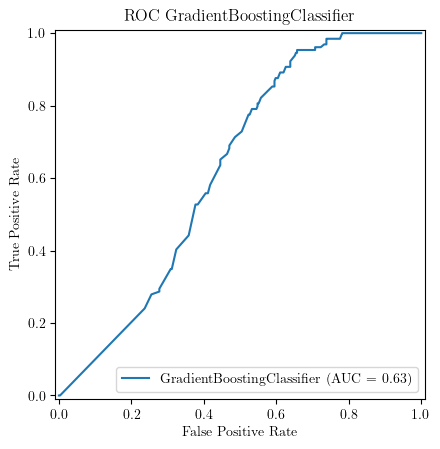 ROC GradientBoostingClassifier
True Positive Rate
1.0
0.8
0.6
0.4
0.2
0.0
GradientBoostingClassifier (AUC = 0.63)
0.0 0.2 0.4 0.6 0.8 1.0
False Positive Rate